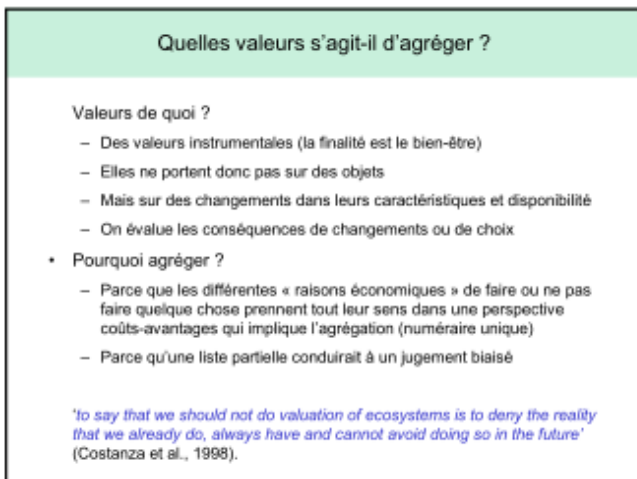 Quelles valeurs s'agit-il d'agréger ?
Valeurs de quoi ?
– Des valeurs instrumentales (la finalité est le bien-être)
– Elles ne portent donc pas sur des objets
– Mais sur des changements dans leurs caractéristiques et disponibilité
– On évalue les conséquences de changements ou de choix
• Pourquoi agréger ?
– Parce que les différentes « raisons économiques » de faire ou ne pas
faire quelque chose prennent tout leur sens dans une perspective
coûts-avantages qui implique l'agrégation (numéraire unique)
– Parce qu'une liste partielle conduirait à un jugement biaisé
'to say that we should not do valuation of ecosystems is to deny the reality
that we already do, always have and cannot avoid doing so in the future'
(Costanza et al., 1998).